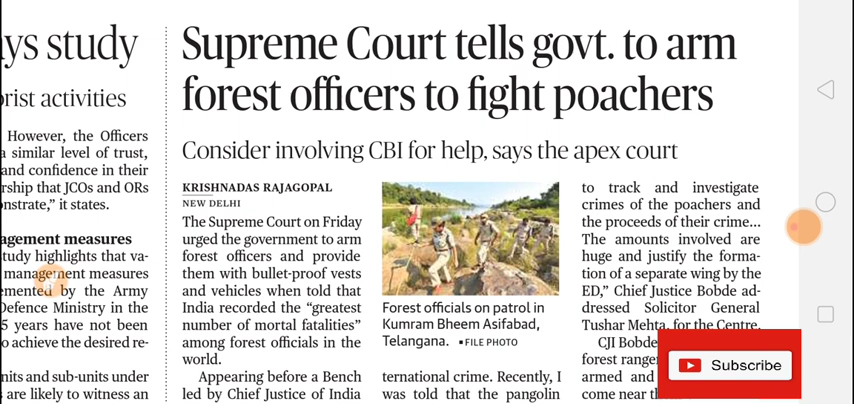 ys study
rist activities
However, the Officers
a similar level of trust,
and confidence in their
rship that JCOs and ORs
nstrate,” it states.
agement measures
study highlights that va-
management measures
emented by the Army
Defence Ministry in the
5 years have not been
o achieve the desired re-
nits and sub-units under
are likely to witness an
Supreme Court tells govt. to arm
forest officers to fight poachers
Consider involving CBI for help, says the apex court
KRISHNADAS RAJAGOPAL
NEW DELHI
The Supreme Court on Friday
urged the government to arm
forest officers and provide
them with bullet-proof vests
and vehicles when told that
India recorded the “greatest
number of mortal fatalities”
among forest officials in the
world.
Appearing before a Bench
led by Chief Justice of India
Forest officials on patrol in
Kumram Bheem Asifabad,
Telangana. ▪FILE PHOTO
ternational crime. Recently, I
was told that the pangolin
to track and investigate
crimes of the poachers and
the proceeds of their crime...
The amounts involved are
huge and justify the forma-
tion of a separate wing by the
ED,” Chief Justice Bobde ad-
dressed Solicitor General
Tushar Mehta, for the Centre.
CJI Bobde
forest ranger
armed and
come near th
Subscribe